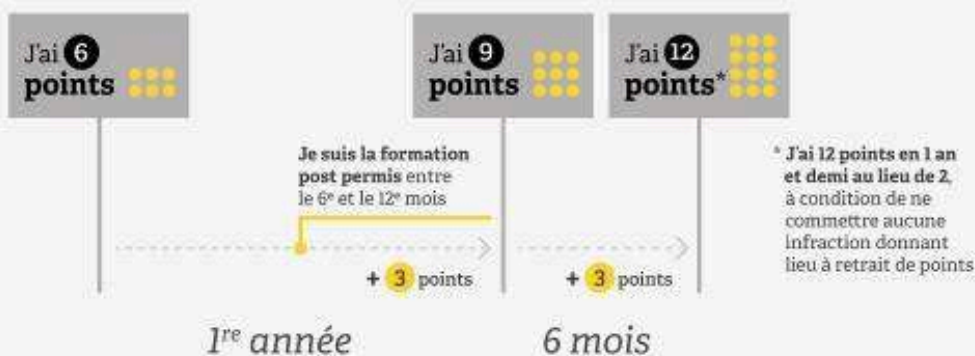 J'ai 6
points
J'ai 9
points
J'ai 12
points*
Je suis la formation
post permis entre
le 6e et le 12e mois
* J'ai 12 points en 1 an
et demi au lieu de 2,
à condition de ne
commettre aucune
infraction donnant
lieu à retrait de points
+ 3 points
+ 3 points
1re année
6 mois